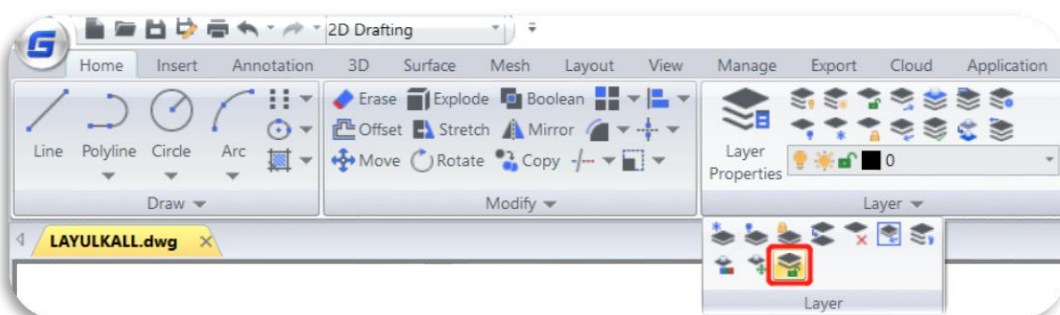 2D Drafting
Home Insert Annotation 3D Surface Mesh Layout View Manage Export Cloud Application
Erase Explode Boolean
Offset Stretch Mirror
Line Polyline Circle Arc
Move Rotate Copy
Layer
Properties
0
Draw Modify Layer
LAYULKALL.dwg
Layer